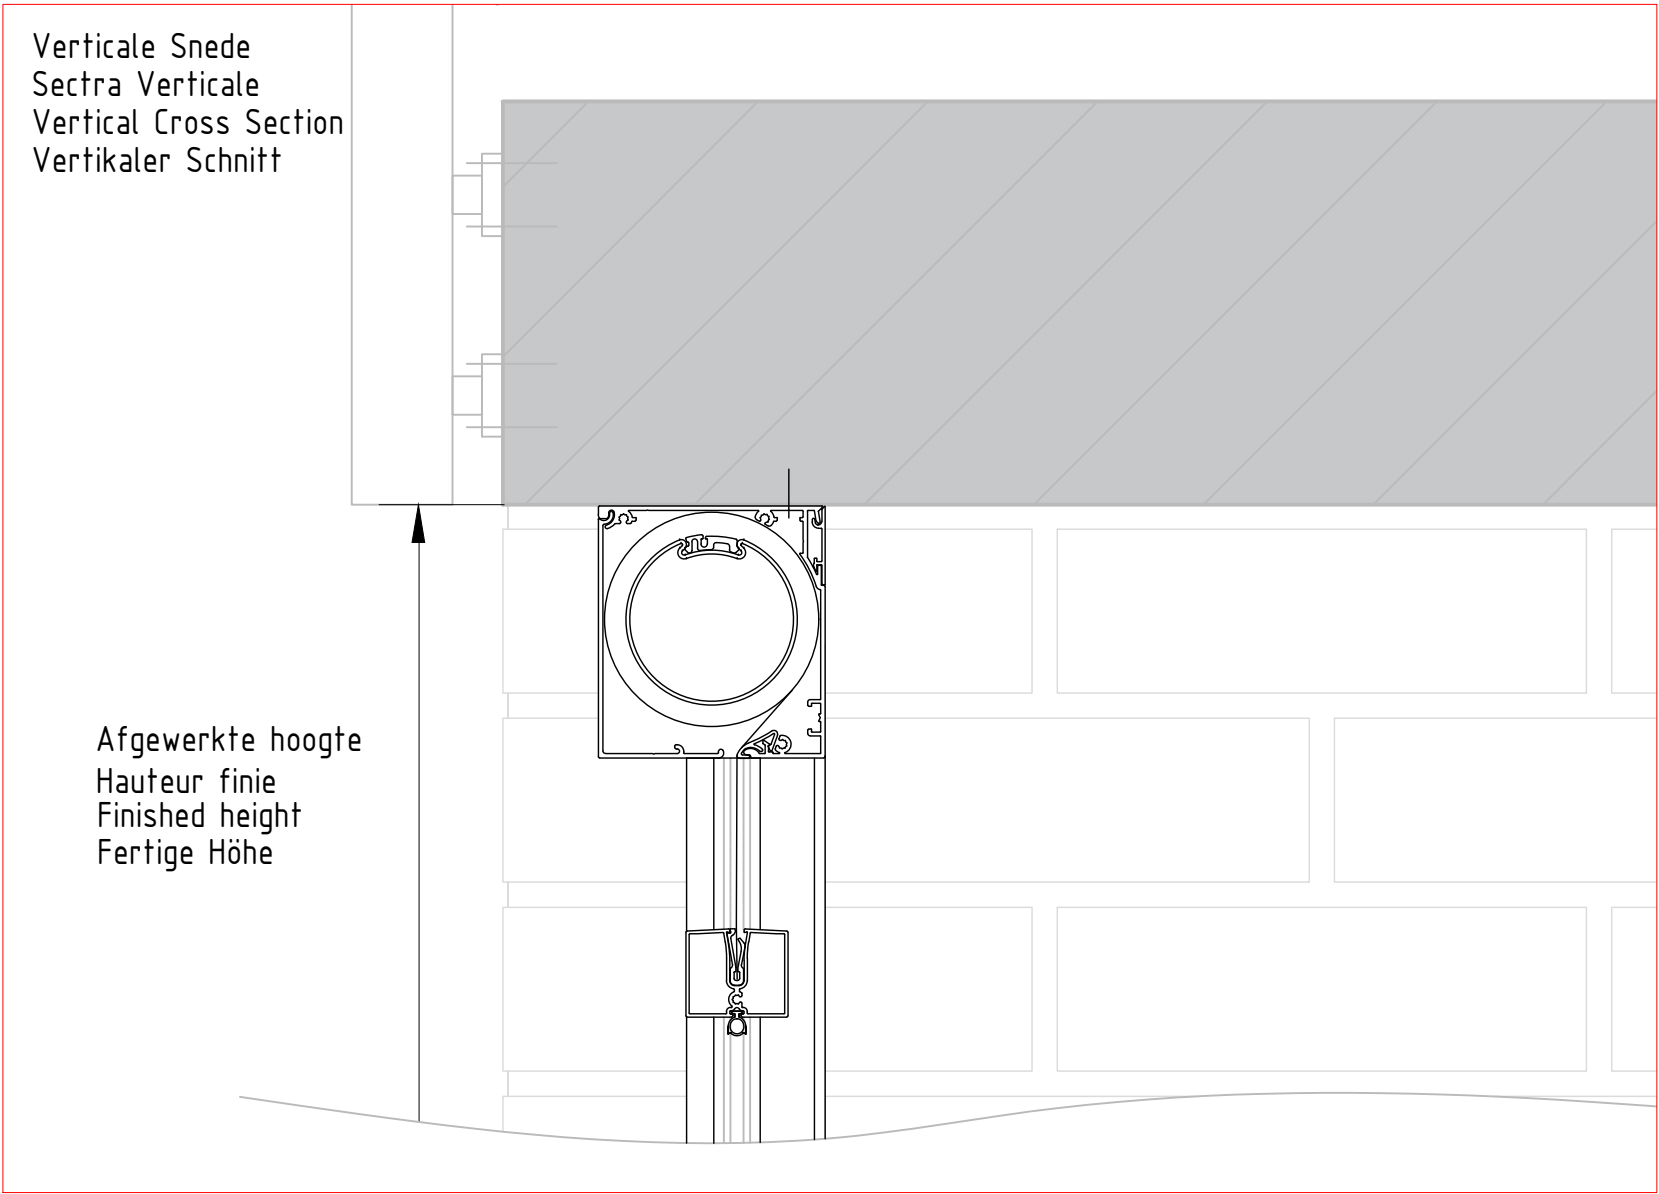 Verticale Snede
Sectra Verticale
Vertical Cross Section
Vertikaler Schnitt
Afgewerkte hoogte
Hauteur finie
Finished height
Fertige Höhe